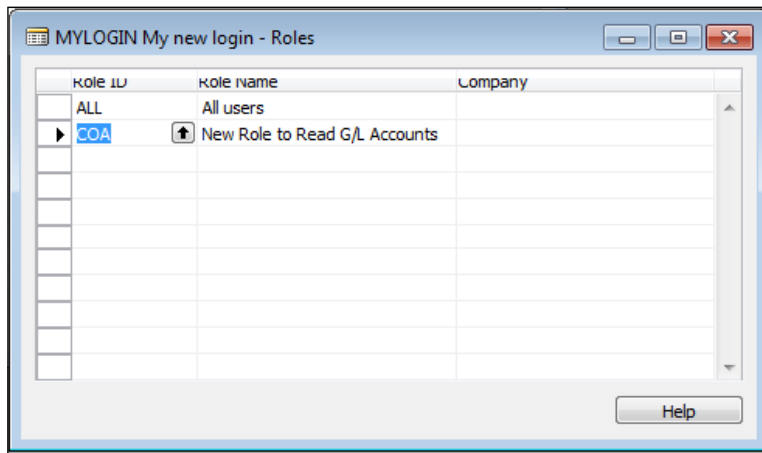 MYLOGIN My new login - Roles
Role ID Role Name Company
ALL All users
COA New Role to Read G/L Accounts
Help